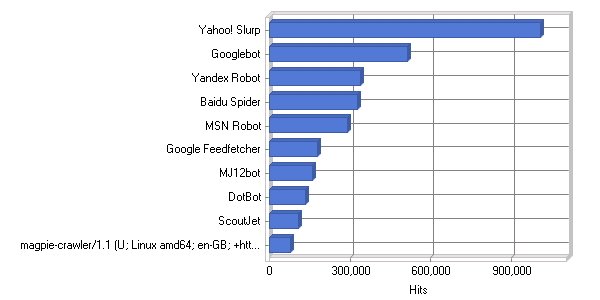 Yahoo! Slurp
Googlebot
Yandex Robot
Baidu Spider
MSN Robot
Google Feedfetcher
MJ12bot
DotBot
ScoutJet
magpie-crawler/1.1 (U; Linux amd64; en-GB; +htt...
0 300,000 600,000 900,000
Hits